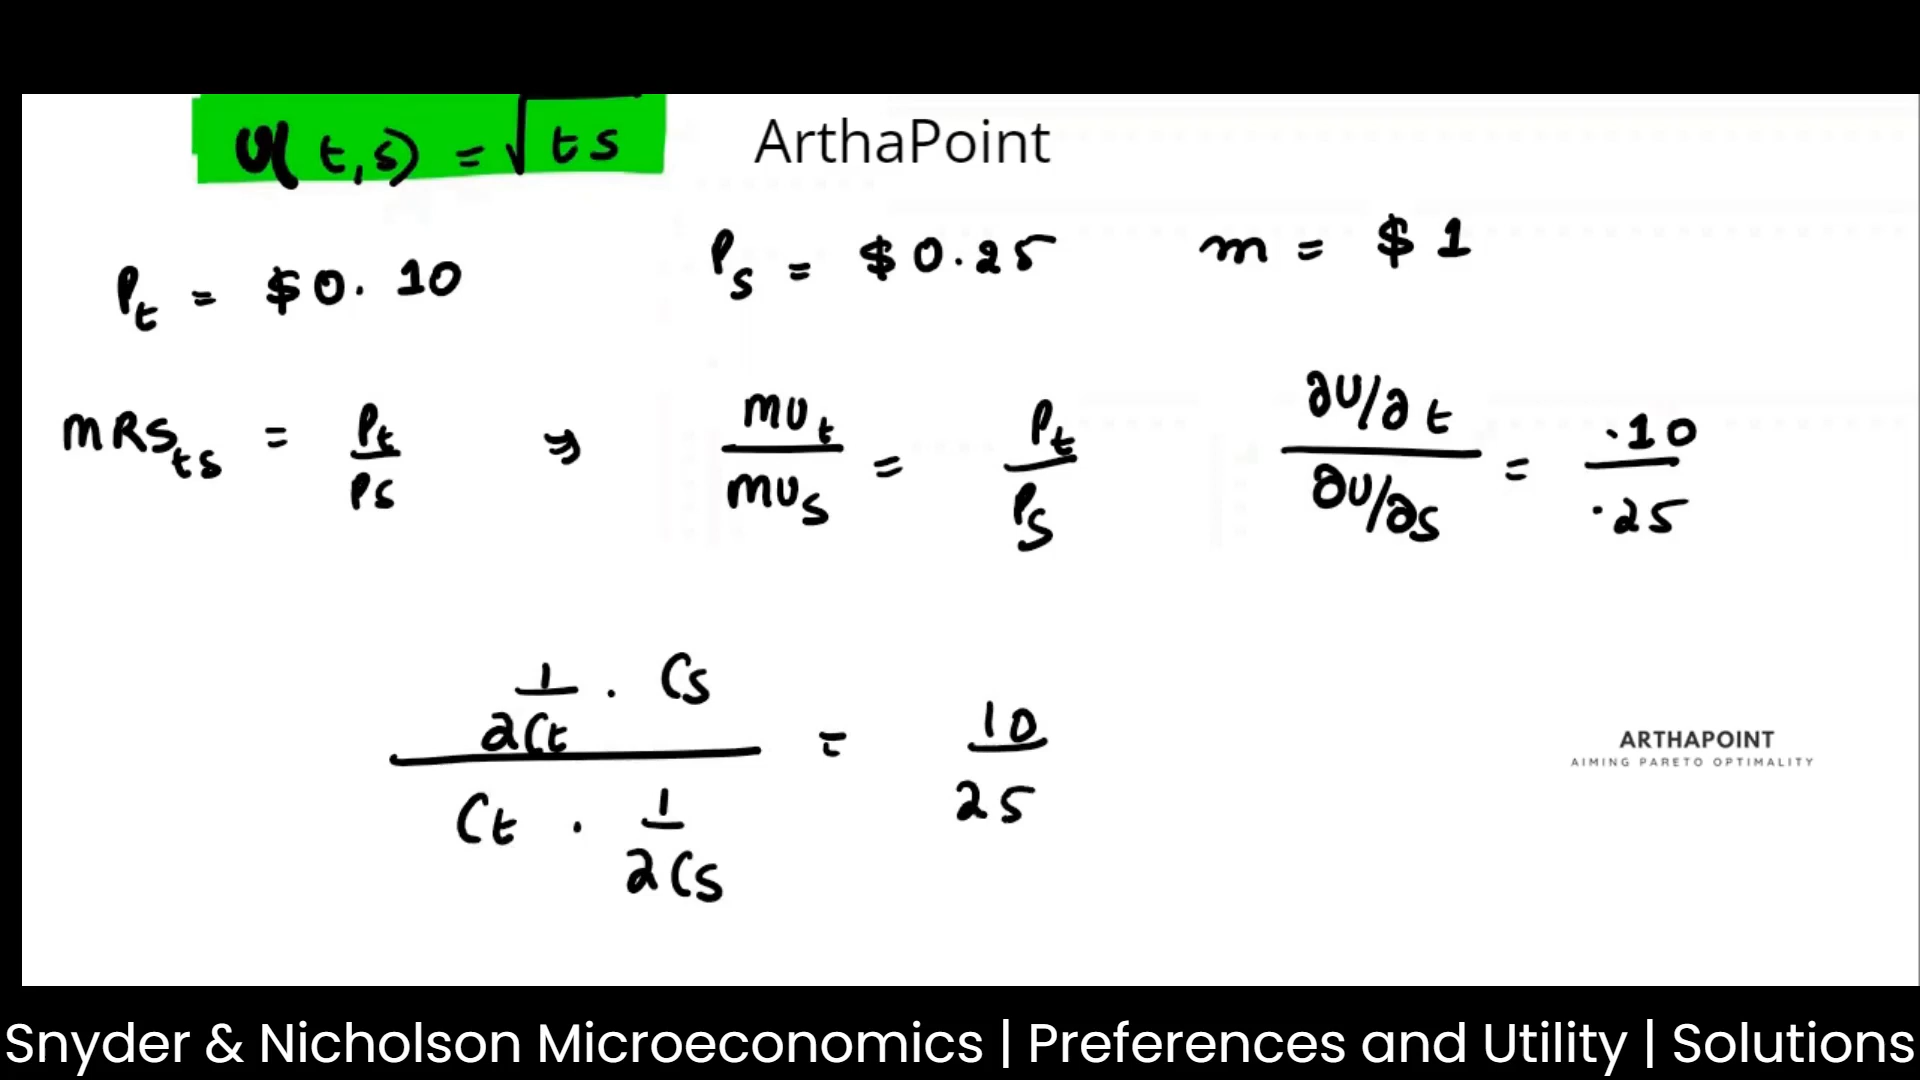 U(t,s) = √ts
ArthaPoint
Pt = $0.10
Ps = $0.25
m = $1
MRSts = Pt/Ps ⇒ MUt/MUs = Pt/Ps
∂U/∂t / ∂U/∂s = .10/.25
1/2√t . √s / √t . 1/2√s = 10/25
ARTHAPOINT
AIMING PARETO OPTIMALITY
Snyder & Nicholson Microeconomics | Preferences and Utility | Solutions